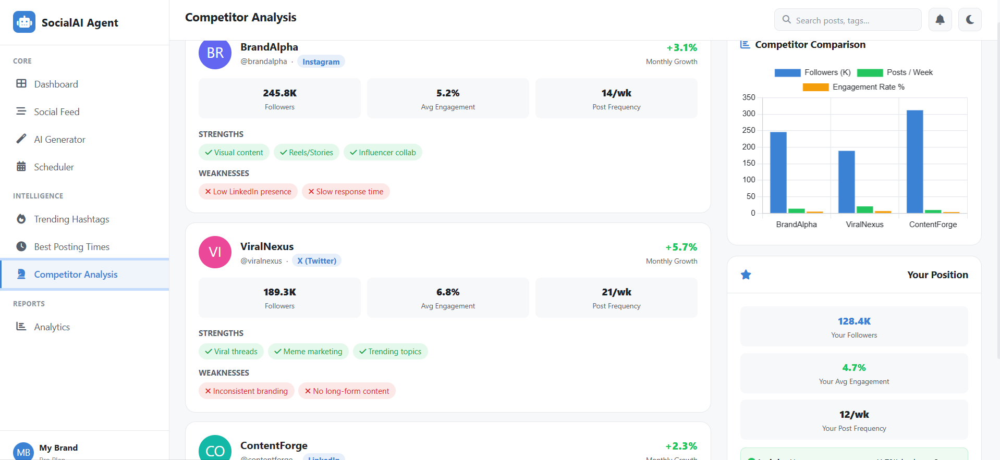 SocialAI Agent
CORE
Dashboard
Social Feed
AI Generator
Scheduler
INTELLIGENCE
Trending Hashtags
Best Posting Times
Competitor Analysis
REPORTS
Analytics
MB
My Brand
Pro Plan
Competitor Analysis
Search posts, tags...
BR
BrandAlpha
@brandalpha · Instagram
+3.1%
Monthly Growth
245.8K
Followers
5.2%
Avg Engagement
14/wk
Post Frequency
STRENGTHS
Visual content
Reels/Stories
Influencer collab
WEAKNESSES
Low LinkedIn presence
Slow response time
VI
ViralNexus
@viralnexus · X (Twitter)
+5.7%
Monthly Growth
189.3K
Followers
6.8%
Avg Engagement
21/wk
Post Frequency
STRENGTHS
Viral threads
Meme marketing
Trending topics
WEAKNESSES
Inconsistent branding
No long-form content
CO
ContentForge
@contentforge · LinkedIn
+2.3%
Monthly Growth
Competitor Comparison
Followers (K)
Posts / Week
Engagement Rate %
350
300
250
200
150
100
50
0
BrandAlpha
ViralNexus
ContentForge
Your Position
128.4K
Your Followers
4.7%
Your Avg Engagement
12/wk
Your Post Frequency